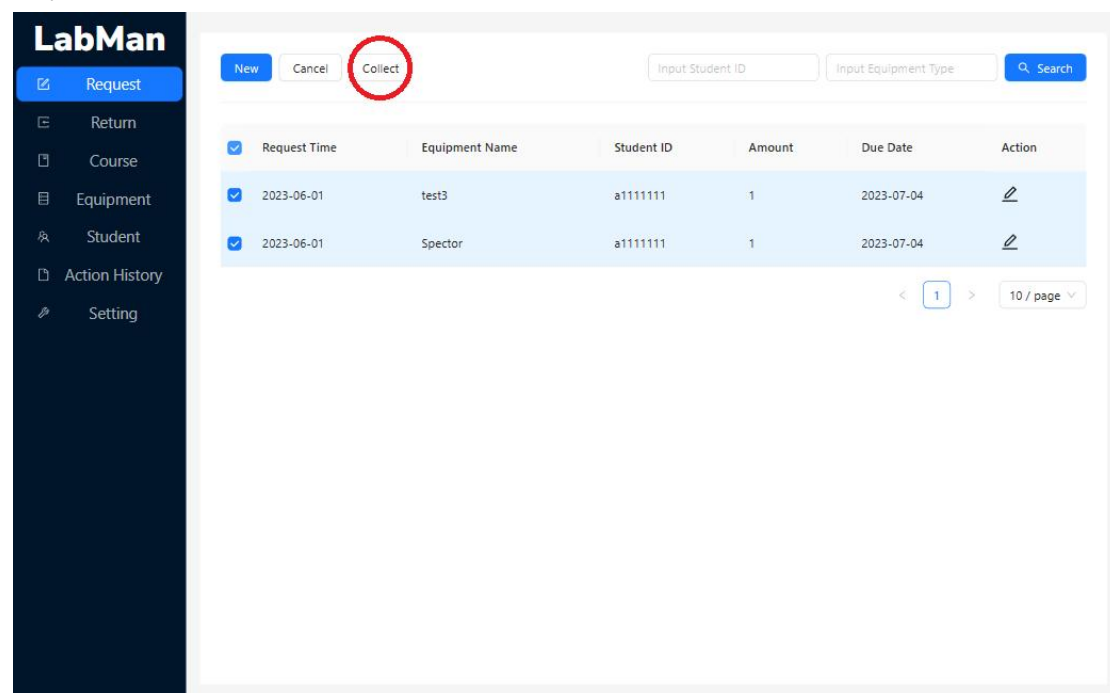 LabMan
Request
Return
Course
Equipment
Student
Action History
Setting
New Cancel Collect Input Student ID Input Equipment Type Search
Request Time Equipment Name Student ID Amount Due Date Action
2023-06-01 test3 a1111111 1 2023-07-04
2023-06-01 Spector a1111111 1 2023-07-04
< 1 > 10 / page